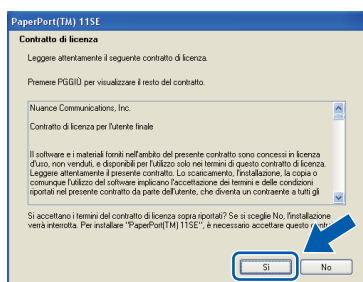 PaperPort(TM) 11SE
Contratto di licenza
Leggere attentamente il seguente contratto di licenza.
Premere PGGIÙ per visualizzare il resto del contratto.
Nuance Communications, Inc.
Contratto di licenza per l'utente finale
Il software e i materiali forniti nell'ambito del presente contratto sono concessi in licenza
d'uso, non venduti, e disponibili per l'utilizzo solo nei termini di questo contratto di licenza.
Leggere attentamente il presente contratto. Lo scaricamento, l'installazione, la copia o
comunque l'utilizzo del software implicano l'accettazione dei termini e delle condizioni
riportati nel presente contratto da parte dell'utente, che diventa un contraente a tutti gli
Si accettano i termini del contratto di licenza sopra riportati? Se si sceglie No, l'installazione
verrà interrotta. Per installare "PaperPort(TM) 11SE", è necessario accettare questo
Sì
No